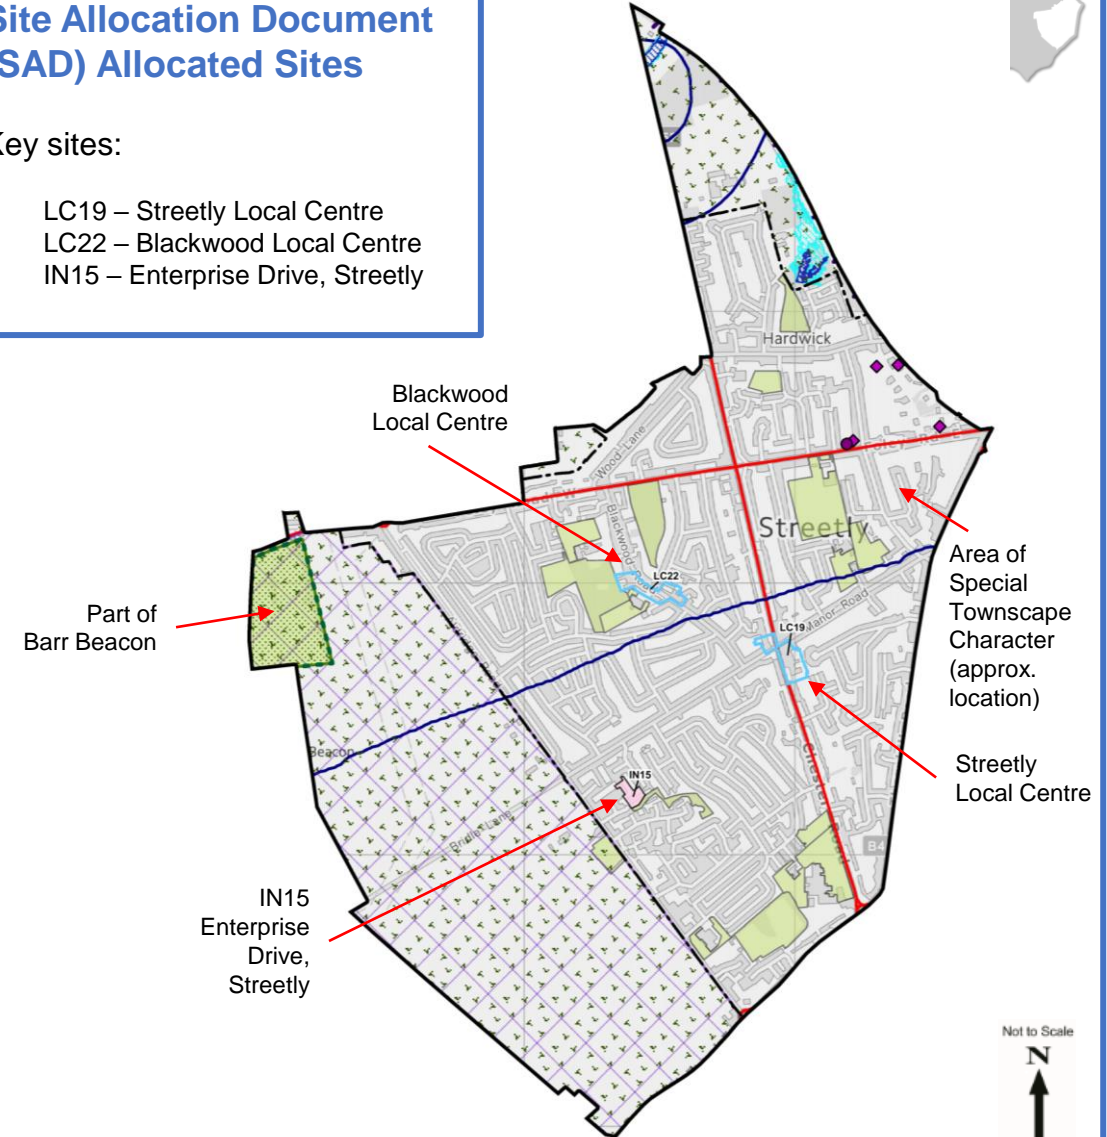 Site Allocation Document
(SAD) Allocated Sites
Key sites:
LC19 – Streetly Local Centre
LC22 – Blackwood Local Centre
IN15 – Enterprise Drive, Streetly
Hardwick
Blackwood
Local Centre
Wood Lane
Blackwood Road
Streetly
LC22
Area of
Special
Townscape
Character
(approx.
location)
Part of
Barr Beacon
LC19
Manor Road
Beacon
Streetly
Local Centre
IN15
Chester Road
Bridle Lane
B4
IN15
Enterprise
Drive,
Streetly
Not to Scale
N